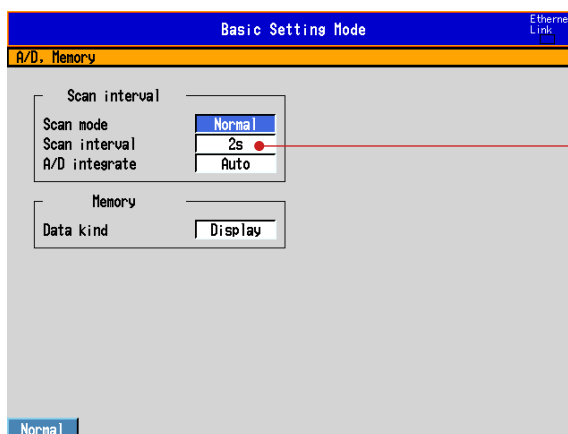 Basic Setting Mode
Etherne
Link
A/D, Memory
Scan interval
Scan mode Normal
Scan interval 2s
A/D integrate Auto
Memory
Data kind Display
Normal